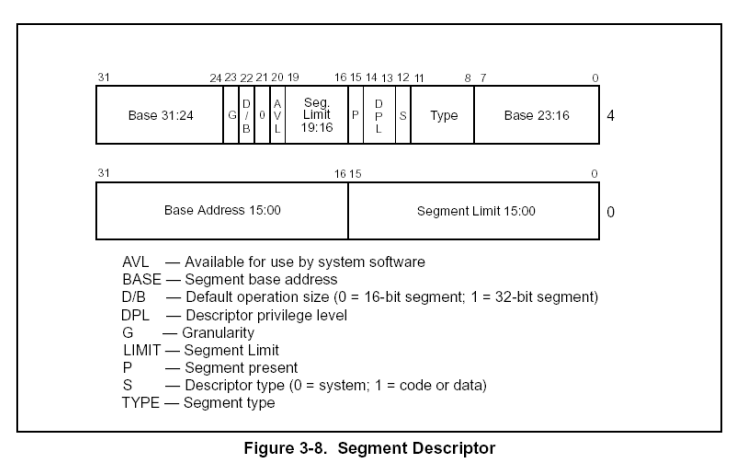 31 24 23 22 21 20 19 16 15 14 13 12 11 8 7 0
Base 31:24 G D/B 0 AVL Seg. Limit 19:16 P DPL S Type Base 23:16 4
31 16 15 0
Base Address 15:00 Segment Limit 15:00 0
AVL — Available for use by system software
BASE — Segment base address
D/B — Default operation size (0 = 16-bit segment; 1 = 32-bit segment)
DPL — Descriptor privilege level
G — Granularity
LIMIT — Segment Limit
P — Segment present
S — Descriptor type (0 = system; 1 = code or data)
TYPE — Segment type
Figure 3-8. Segment Descriptor